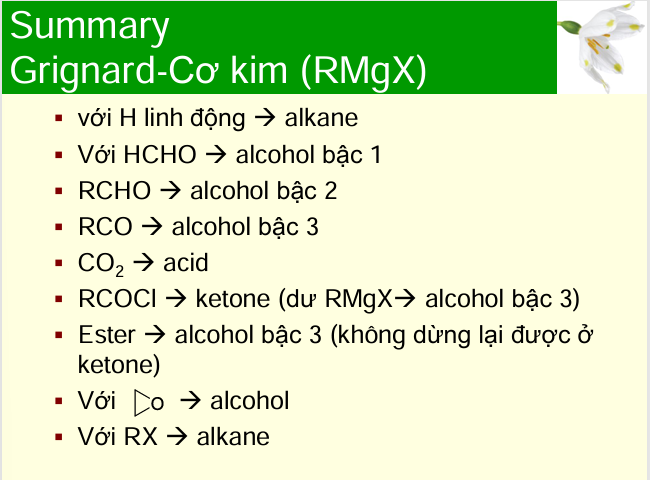 Summary
Grignard-Cơ kim (RMgX)
▪ với H linh động → alkane
▪ Với HCHO → alcohol bậc 1
▪ RCHO → alcohol bậc 2
▪ RCO → alcohol bậc 3
▪ CO₂ → acid
▪ RCOCl → ketone (dư RMgX→ alcohol bậc 3)
▪ Ester → alcohol bậc 3 (không dừng lại được ở
ketone)
▪ Với O → alcohol
▪ Với RX → alkane